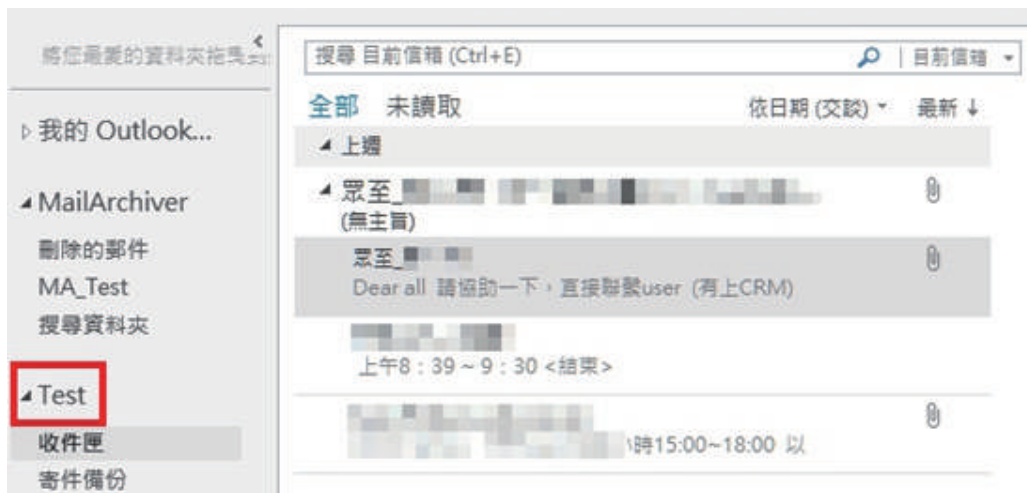 將您最愛的資料夾拖曳到
我的 Outlook...
MailArchiver
刪除的郵件
MA_Test
搜尋資料夾
Test
收件匣
寄件備份
搜尋 目前信箱 (Ctrl+E)
目前信箱
全部 未讀取 依日期 (交談) 最新 ↓
上週
眾至_
(無主旨)
眾至_
Dear all 請協助一下，直接聯繫user (有上CRM)
上午8：39 ~ 9：30 <結束>
時15:00~18:00 以